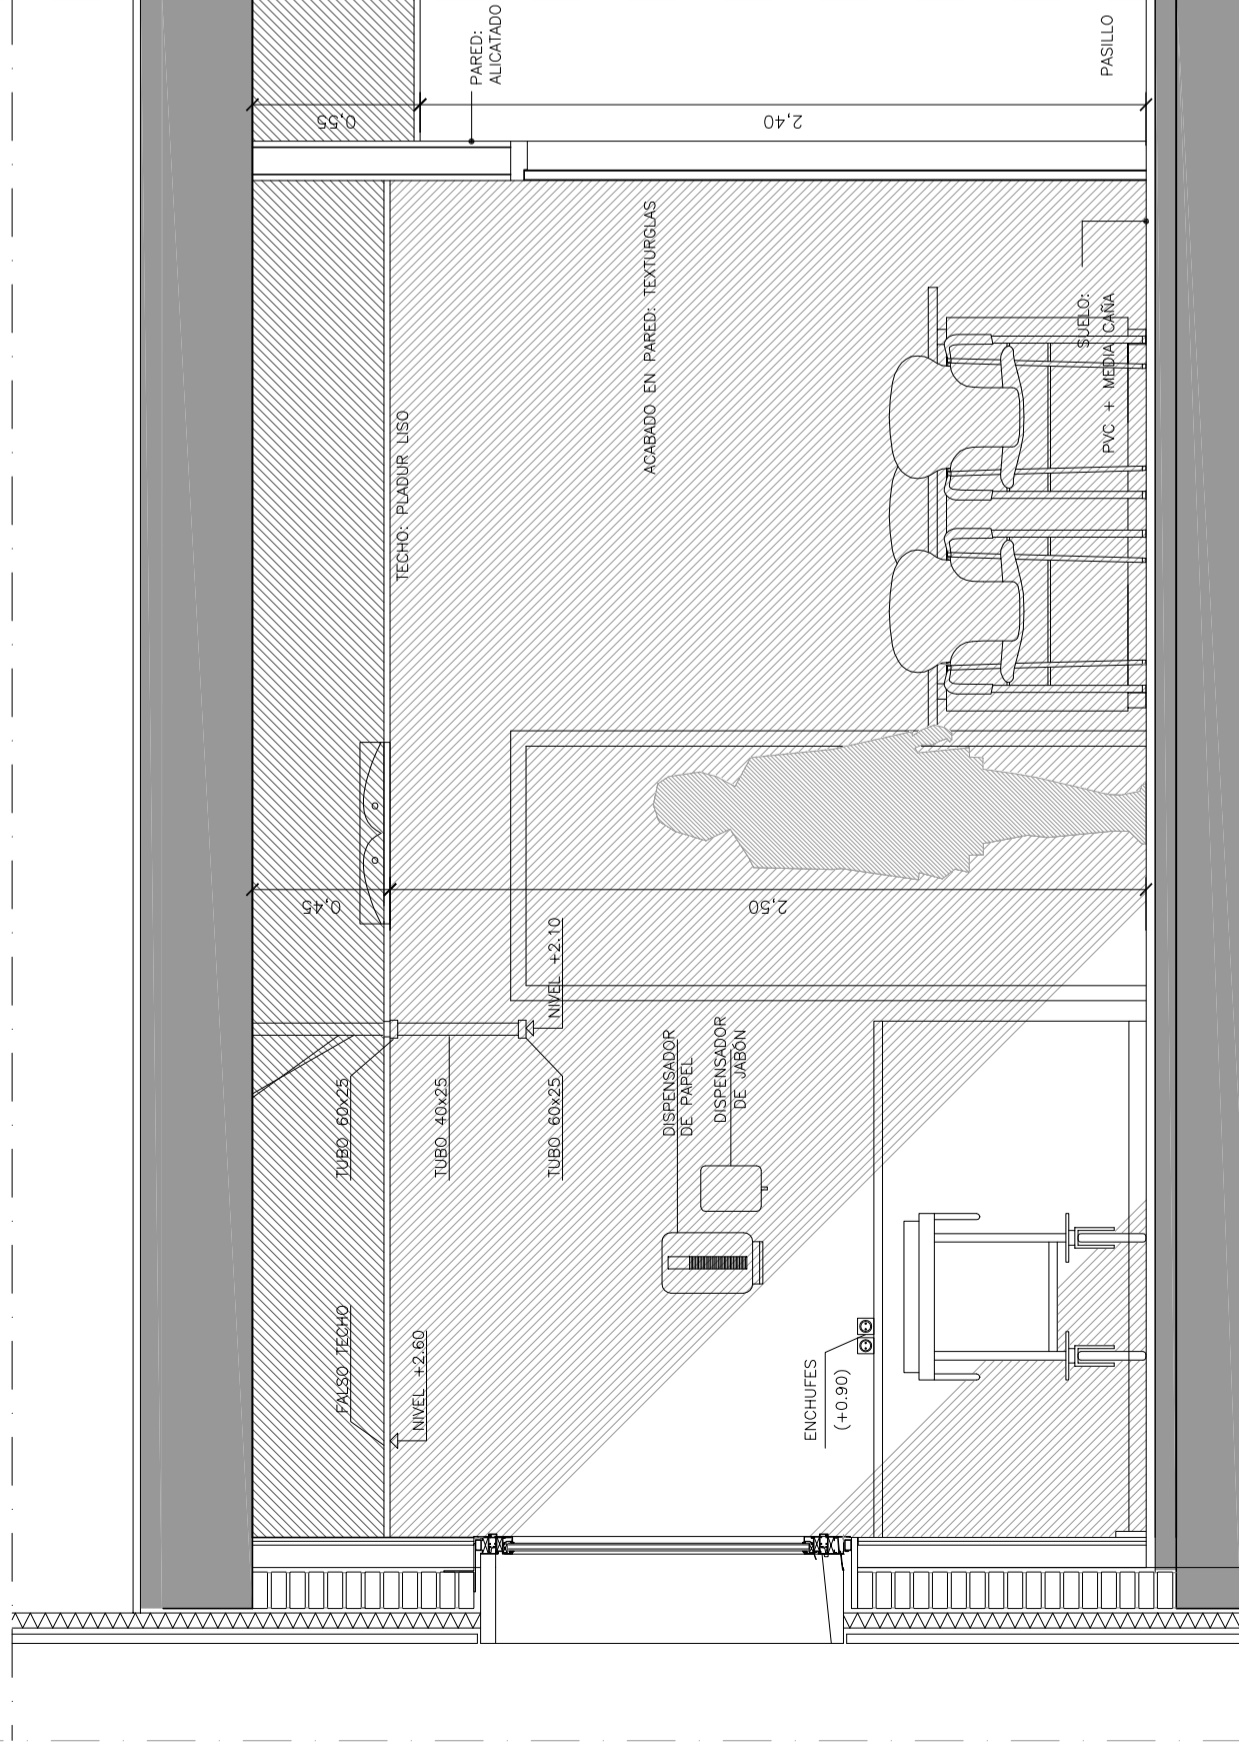 PARED:
ALICATADO
PASILLO
0,55
2,40
ACABADO EN PARED: TEXTURGLAS
SUELO:
PVC + MEDIA CAÑA
TECHO: PLADUR LISO
0,45
2,50
NIVEL +2.10
TUBO 60x25
TUBO 40x25
TUBO 60x25
DISPENSADOR
DE PAPEL
DISPENSADOR
DE JABÓN
FALSO TECHO
NIVEL +2.60
ENCHUFES
(+0.90)